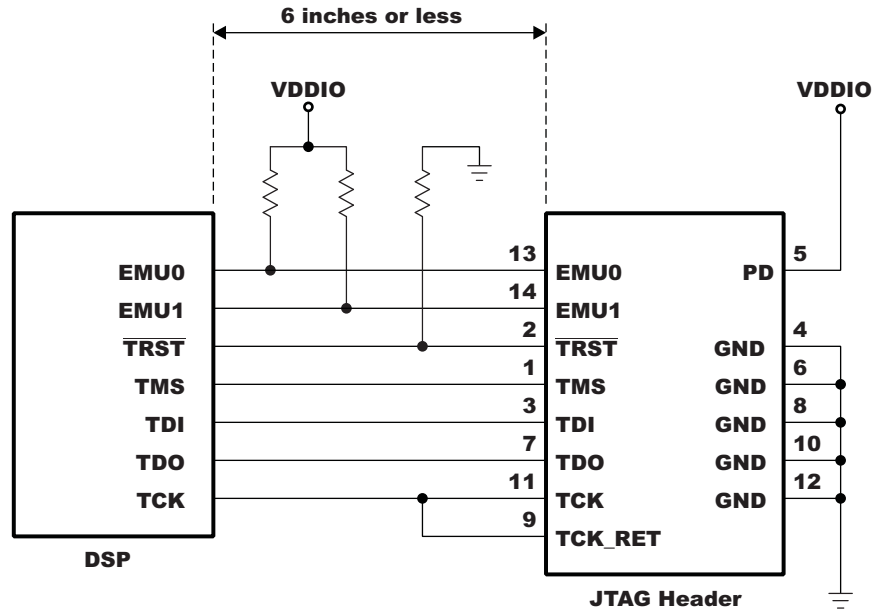 6 inches or less
VDDIO
VDDIO
13
5
EMU0
EMU0
PD
14
EMU1
EMU1
2
4
TRST
TRST
GND
1
6
TMS
TMS
GND
3
8
TDI
TDI
GND
7
10
TDO
TDO
GND
11
12
TCK
TCK
GND
9
TCK_RET
DSP
JTAG Header